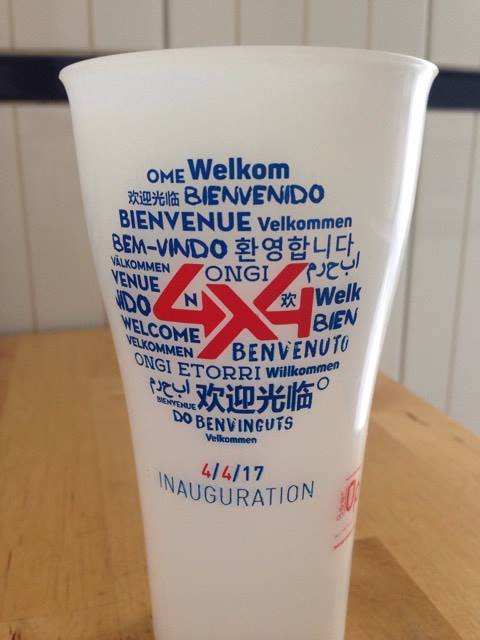 OME Welkom
欢迎光临 BIENVENIDO
BIENVENUE Velkommen
BEM-VINDO 환영합니다
VÄLKOMMEN ONGI
VENUE N 4X4 欢 Welk
NIDO BIEN
WELCOME
VELKOMMEN BENVENUTO
ONGI ETORRI Willkommen
BIENVENUE 欢迎光临
DO BENVINGUTS
Velkommen
4/4/17
INAUGURATION